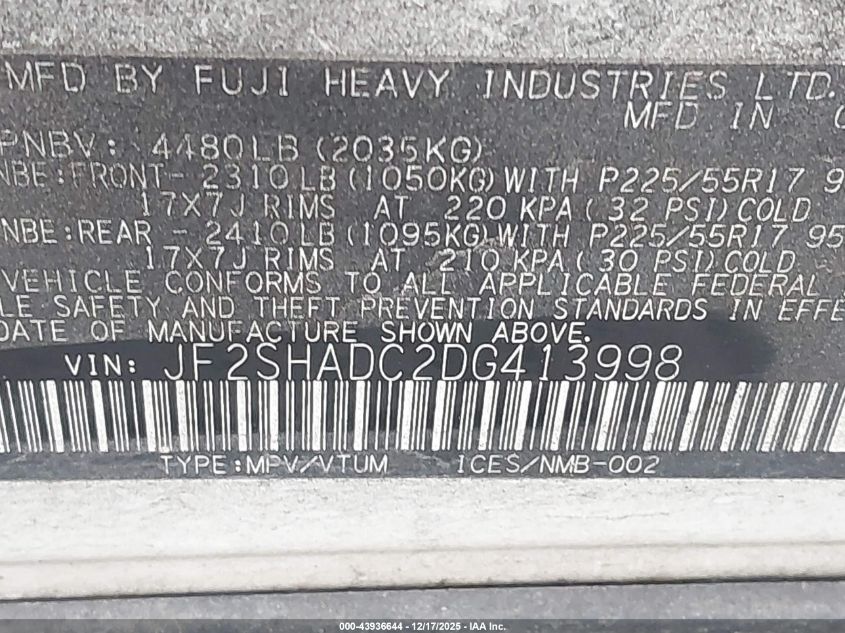 MFD BY FUJI HEAVY INDUSTRIES LTD.
MFD IN
PNBV: 4480LB (2035KG)
NBE:FRONT- 2310LB(1050KG)WITH P225/55R17
17X7J RIMS AT 220 KPA( 32 PSI)COLD
NBE:REAR - 2410LB(1095KG)WITH P225/55R17 95
17X7J RIMS AT 210 KPA( 30 PSI)COLD
VEHICLE CONFORMS TO ALL APPLICABLE FEDERAL
LE SAFETY AND THEFT PREVENTION STANDARDS IN EFFE
DATE OF MANUFACTURE SHOWN ABOVE.
VIN: JF2SHADC2DG413998
TYPE:MPV/VTUM ICES/NMB-002
000-43936644 - 12/17/2025 - IAA Inc.